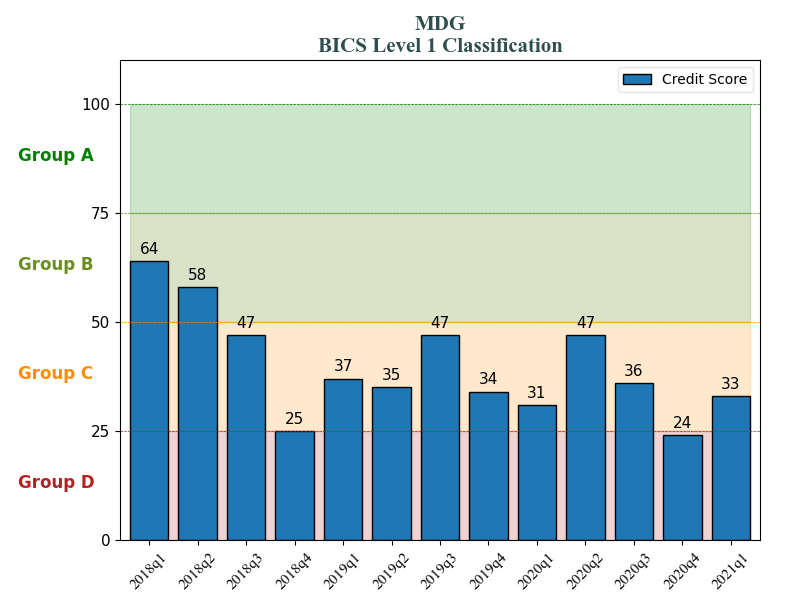 MDG
BICS Level 1 Classification
Credit Score
100
Group A
75
64
Group B
58
50
47
47
47
37
35
34
36
31
33
Group C
25
25
24
Group D
0
2018q1
2018q2
2018q3
2018q4
2019q1
2019q2
2019q3
2019q4
2020q1
2020q2
2020q3
2020q4
2021q1